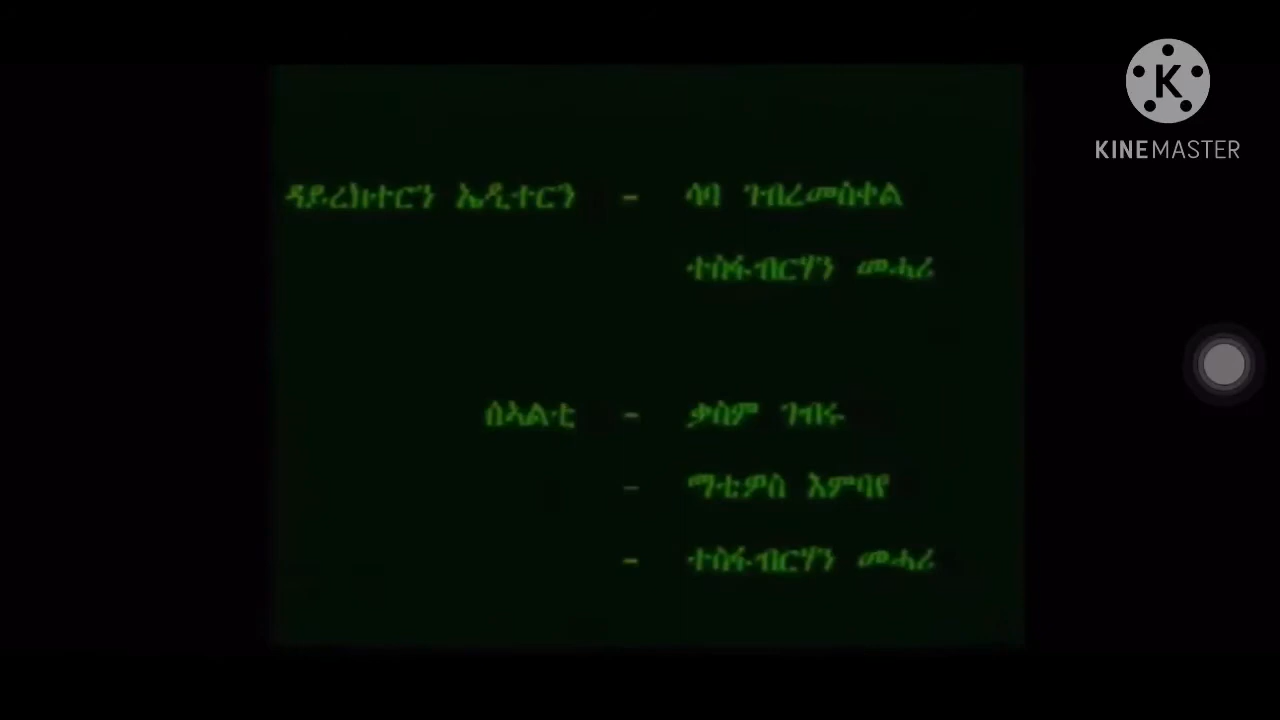 KINEMASTER
ዳይረክተርን ኤዲተርን - ሳባ ገብረመስቀል
ተስፋብርሃን መሓሪ
ሰኣልቲ - ቃስም ገብሩ
- ማቲዎስ እምባየ
- ተስፋብርሃን መሓሪ